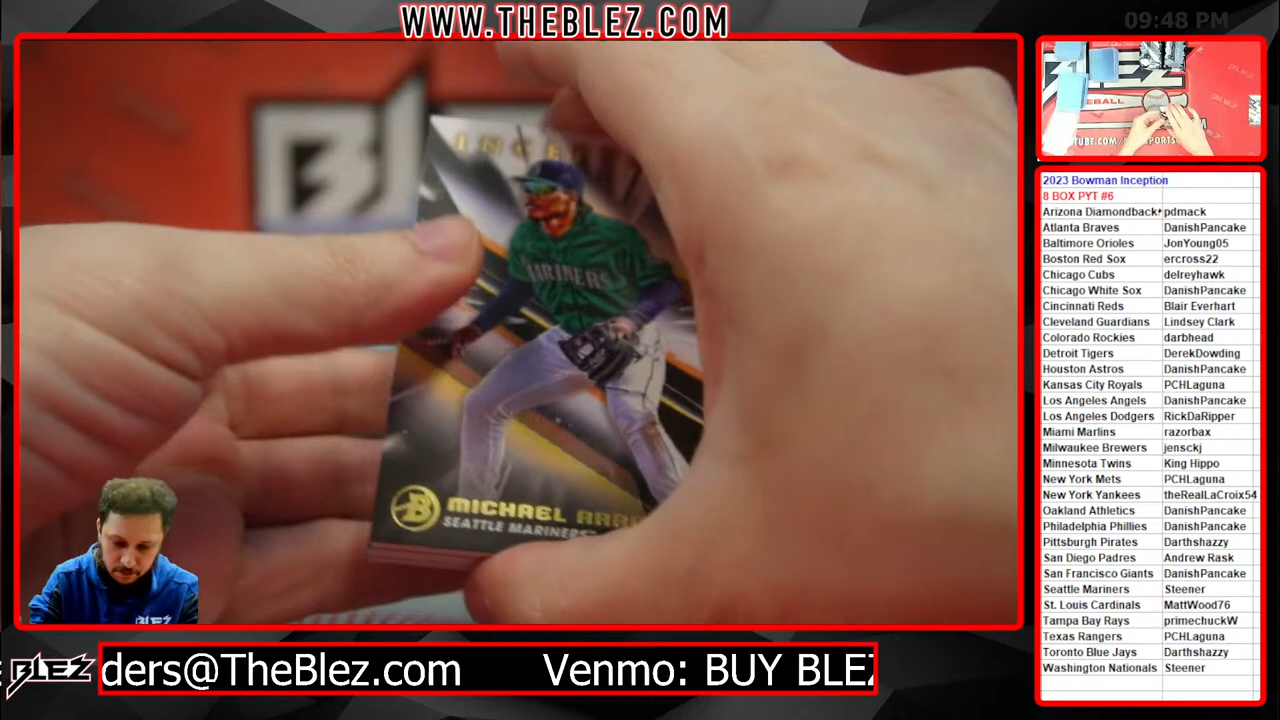 WWW.THEBLEZ.COM
09:48 PM
MARINERS
MICHAEL
SEATTLE MARINERS
BLEZ
ders@TheBlez.com Venmo: BUY BLEZ
BLEZ
2023 Bowman Inception
8 BOX PYT #6
Arizona Diamondback pdmack
Atlanta Braves DanishPancake
Baltimore Orioles JonYoung05
Boston Red Sox ercross22
Chicago Cubs delreyhawk
Chicago White Sox DanishPancake
Cincinnati Reds Blair Everhart
Cleveland Guardians Lindsey Clark
Colorado Rockies darbhead
Detroit Tigers DerekDowding
Houston Astros DanishPancake
Kansas City Royals PCHLaguna
Los Angeles Angels DanishPancake
Los Angeles Dodgers RickDaRipper
Miami Marlins razorbax
Milwaukee Brewers jensckj
Minnesota Twins King Hippo
New York Mets PCHLaguna
New York Yankees theRealLaCroix54
Oakland Athletics DanishPancake
Philadelphia Phillies DanishPancake
Pittsburgh Pirates Darthshazzy
San Diego Padres Andrew Rask
San Francisco Giants DanishPancake
Seattle Mariners Steener
St. Louis Cardinals MattWood76
Tampa Bay Rays primechuckW
Texas Rangers PCHLaguna
Toronto Blue Jays Darthshazzy
Washington Nationals Steener